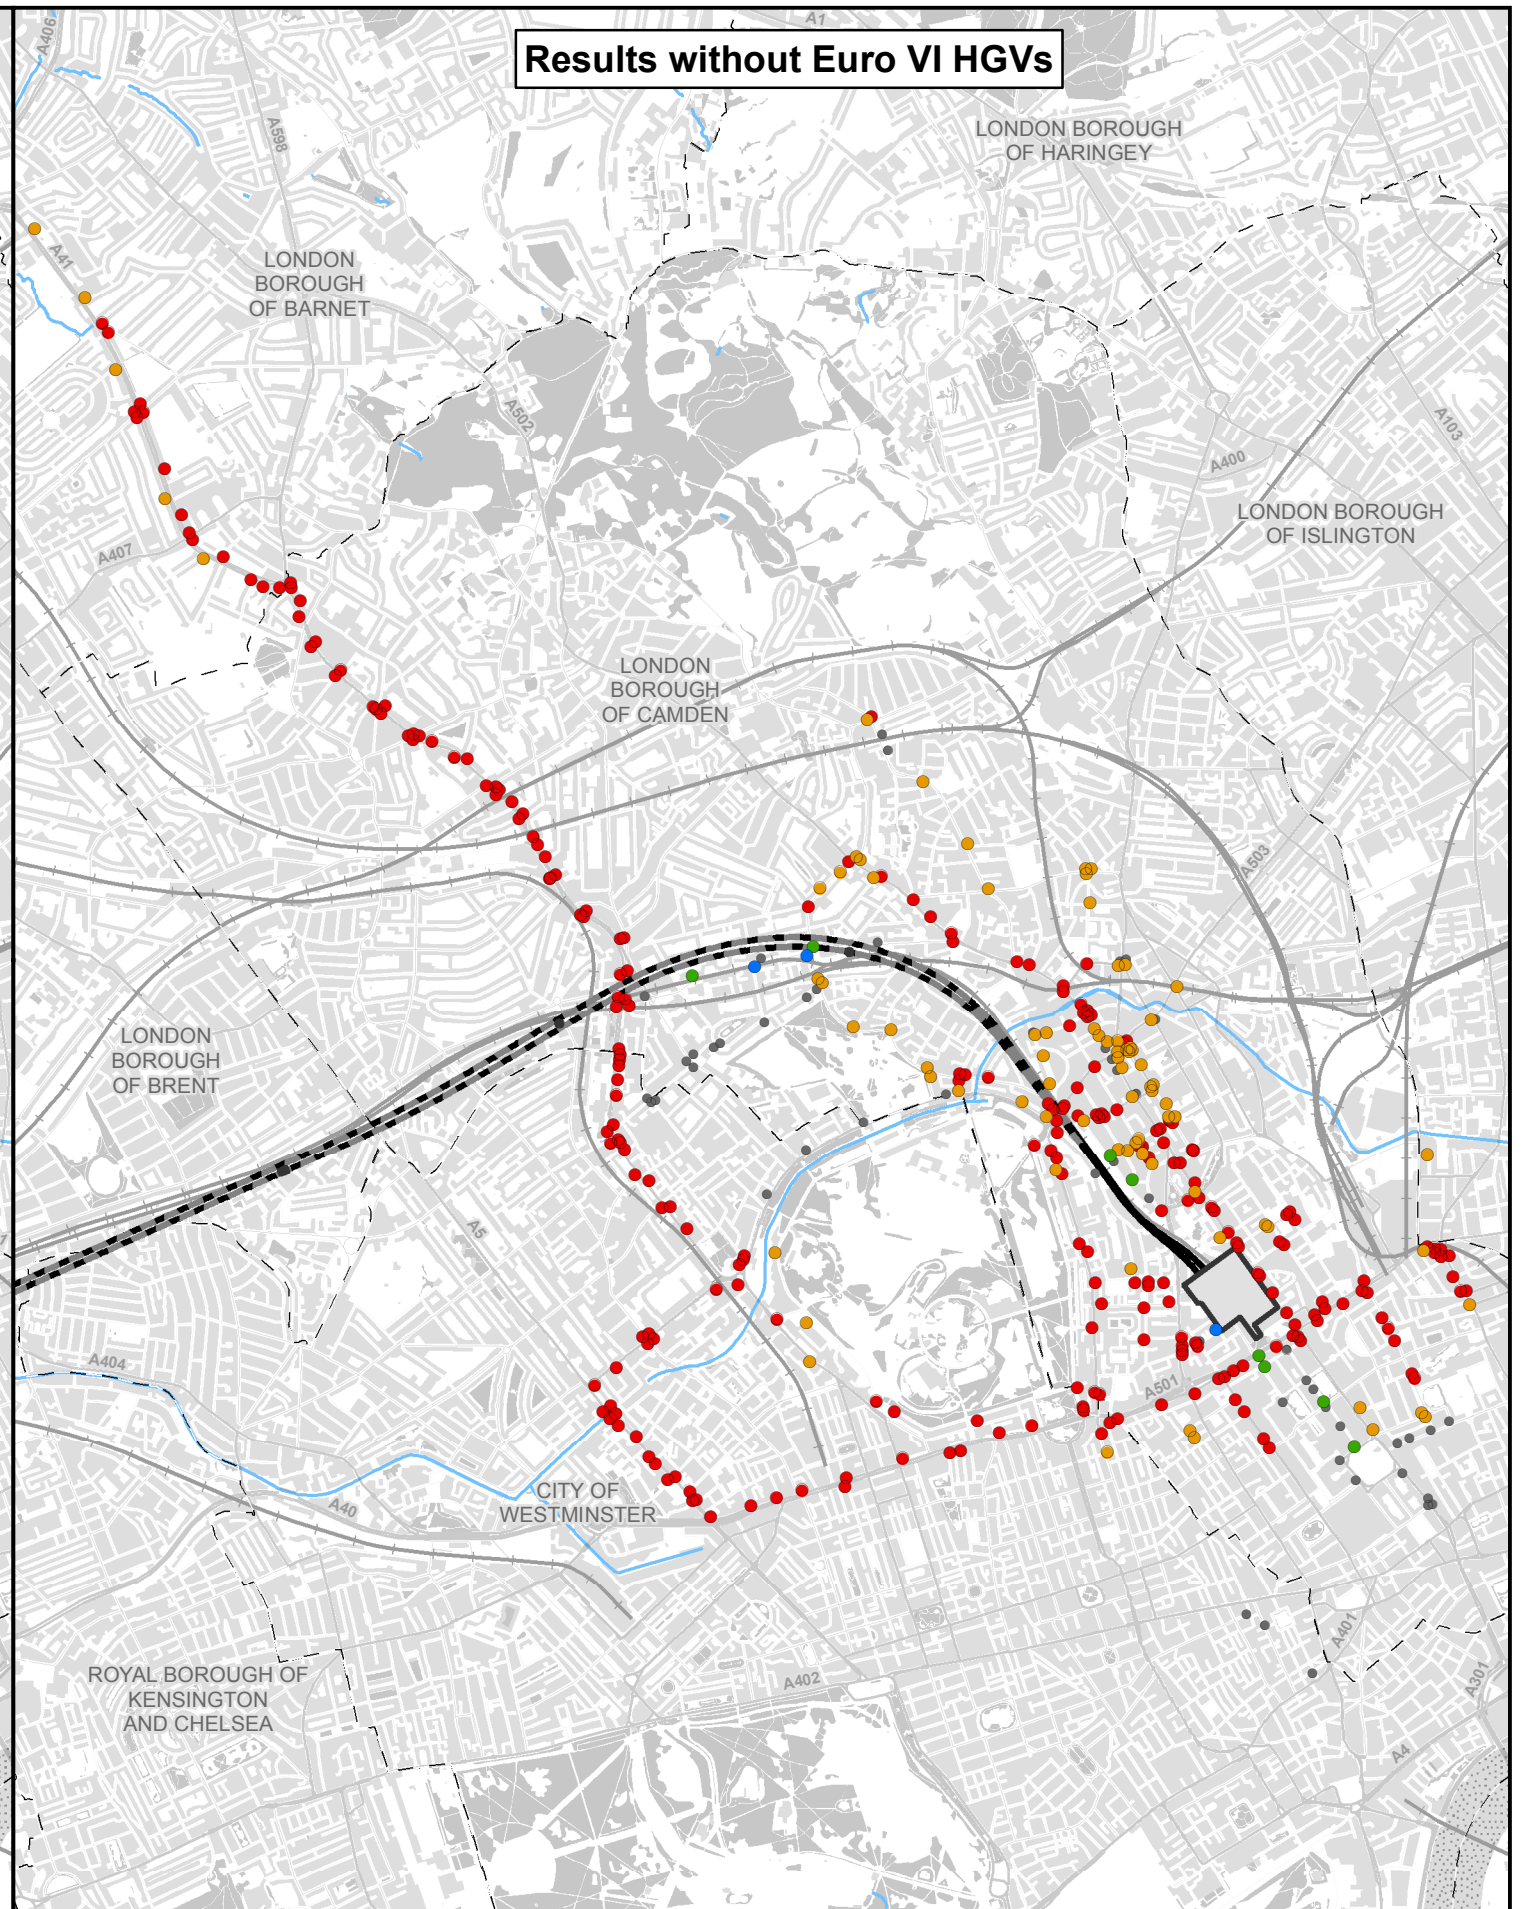 A1
A406
Results without Euro VI HGVs
A598
LONDON BOROUGH
OF HARINGEY
A41
LONDON
BOROUGH
OF BARNET
A502
A103
A400
LONDON BOROUGH
OF ISLINGTON
A407
LONDON
BOROUGH
OF CAMDEN
A503
LONDON
BOROUGH
OF BRENT
A5
A404
A501
A40
CITY OF
WESTMINSTER
A401
ROYAL BOROUGH OF
KENSINGTON
AND CHELSEA
A402
A301
A4